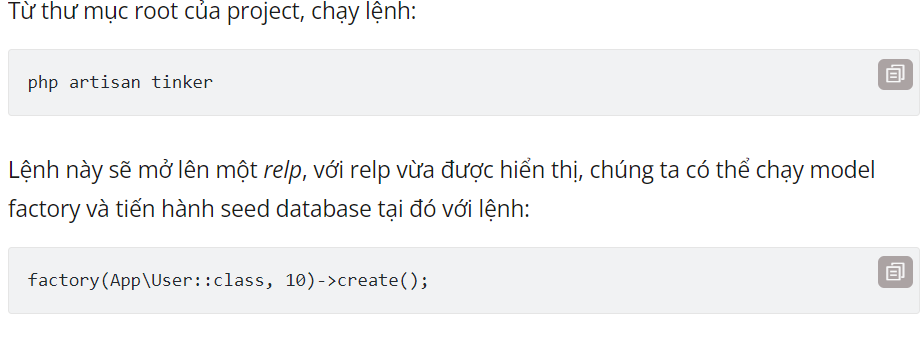 Từ thư mục root của project, chạy lệnh:
php artisan tinker
Lệnh này sẽ mở lên một relp, với relp vừa được hiển thị, chúng ta có thể chạy model
factory và tiến hành seed database tại đó với lệnh:
factory(App\User::class, 10)->create();